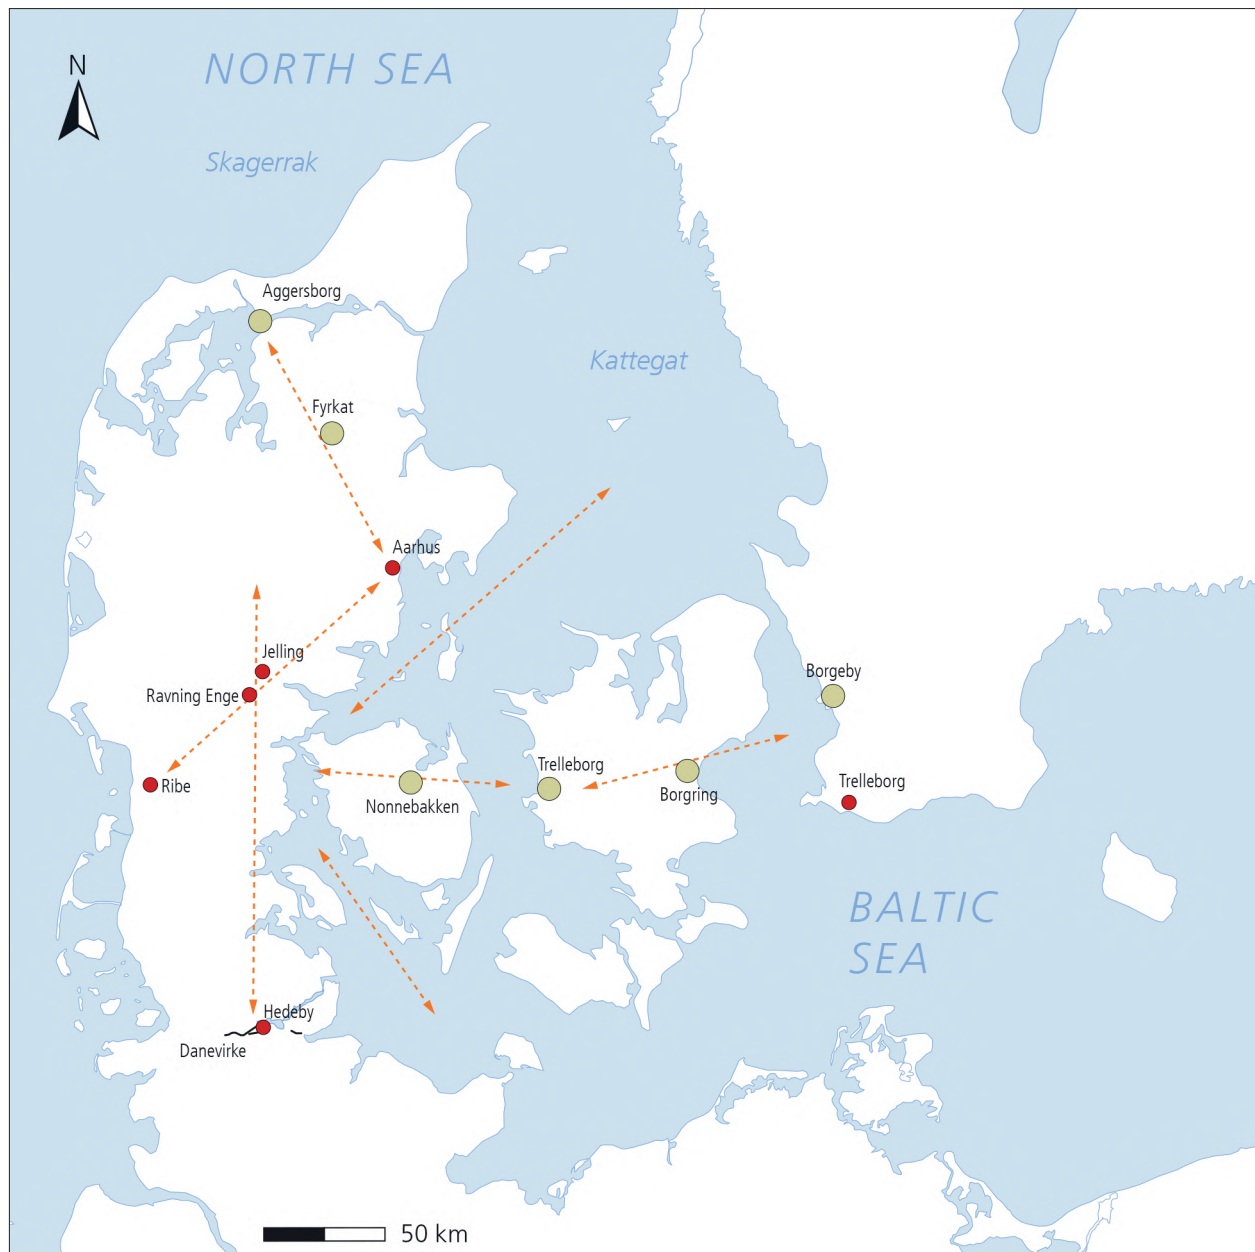 NORTH SEA
N
Skagerrak
Aggersborg
Kattegat
Fyrkat
Aarhus
Jelling
Ravning Enge
Borgeby
Trelleborg
Trelleborg
Ribe
Borgring
Nonnebakken
BALTIC
SEA
Hedeby
Danevirke
50 km